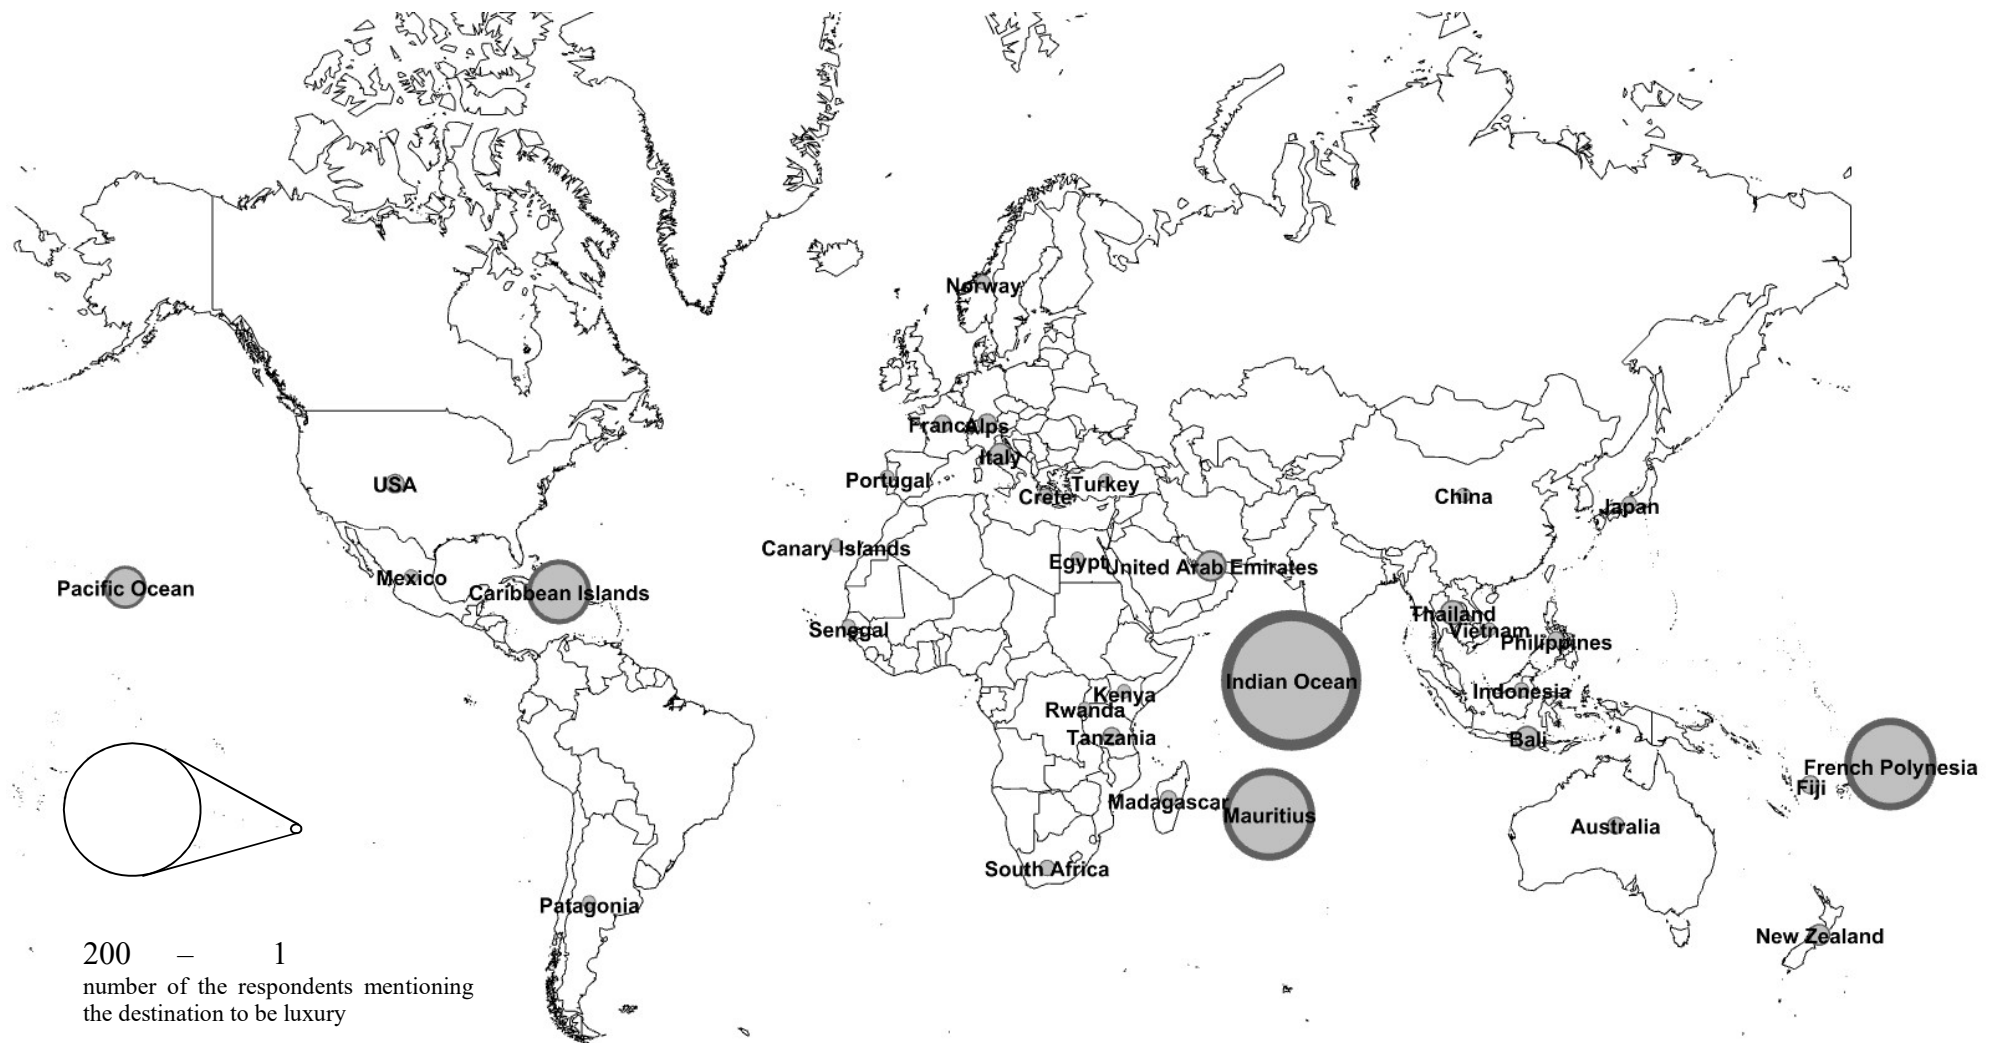 Norway
France
Alps
Italy
Portugal
Crete
Turkey
USA
China
Japan
Canary Islands
Egypt
United Arab Emirates
Mexico
Pacific Ocean
Caribbean Islands
Thailand
Senegal
Vietnam
Philippines
Indian Ocean
Indonesia
Kenya
Rwanda
Tanzania
Bali
French Polynesia
Fiji
Madagascar
Mauritius
Australia
South Africa
Patagonia
New Zealand
200 – 1
number of the respondents mentioning
the destination to be luxury